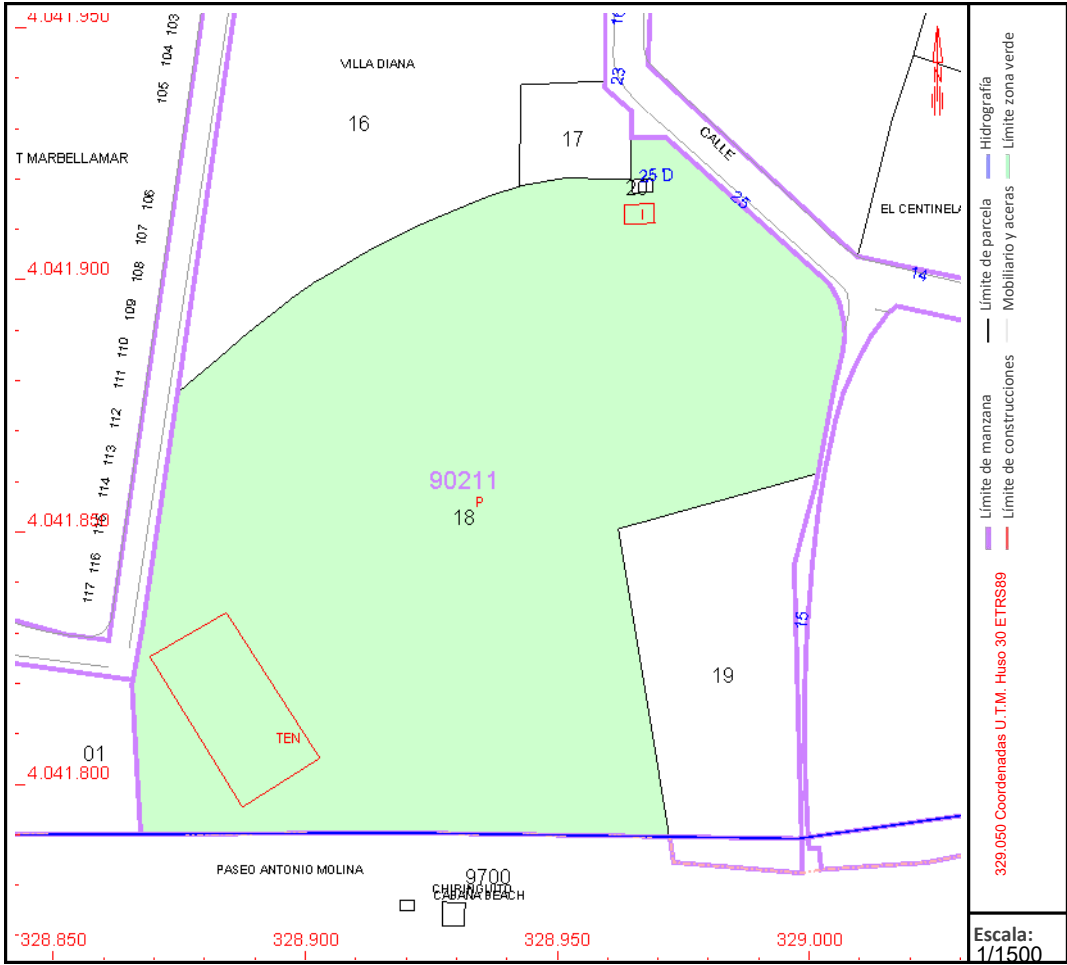 4.041.950
103
104
105
VILLA DIANA
16
17
16
23
CALLE
T MARBELLAMAR
25 D
20
I
25
EL CENTINELA
106
107
108
4.041.900
14
109
110
111
112
113
114
90211
P
18
4.041.850
116
117
15
19
TEN
01
4.041.800
PASEO ANTONIO MOLINA
9700
CHIRINGUITO
CABAÑA BEACH
328.850
328.900
328.950
329.000
N
Hidrografía
Límite zona verde
Límite de parcela
Mobiliario y aceras
Límite de manzana
Límite de construcciones
329.050 Coordenadas U.T.M. Huso 30 ETRS89
Escala:
1/1500